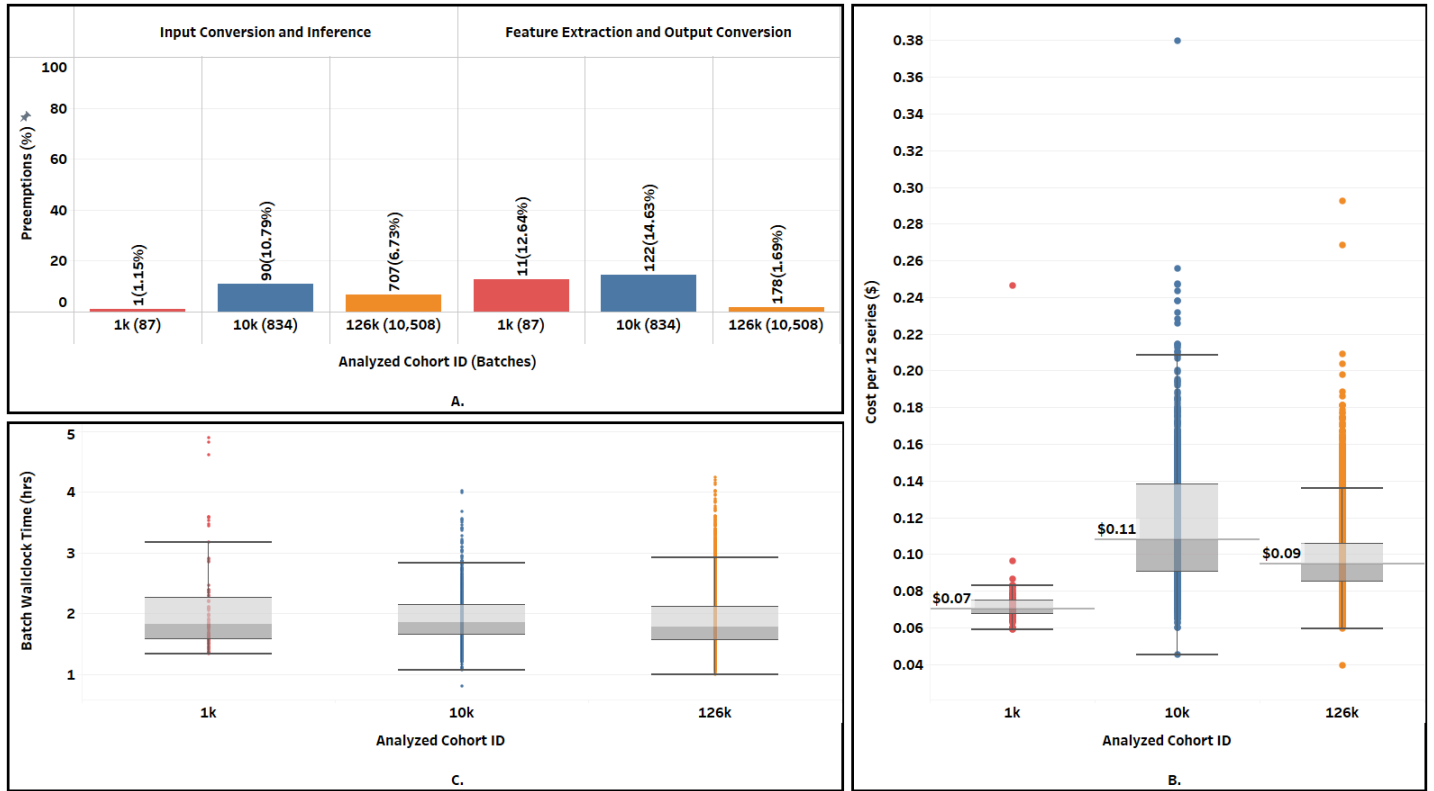 Input Conversion and Inference
Feature Extraction and Output Conversion
Preemptions (%)
100
80
60
40
20
0
1(1.15%)
90(10.79%)
707(6.73%)
11(12.64%)
122(14.63%)
178(1.69%)
1k (87)
10k (834)
126k (10,508)
1k (87)
10k (834)
126k (10,508)
Analyzed Cohort ID (Batches)
A.
Batch Wallclock Time (hrs)
5
4
3
2
1
1k
10k
126k
Analyzed Cohort ID
C.
Cost per 12 series ($)
0.38
0.36
0.34
0.32
0.30
0.28
0.26
0.24
0.22
0.20
0.18
0.16
0.14
0.12
0.10
0.08
0.06
0.04
$0.07
$0.11
$0.09
1k
10k
126k
Analyzed Cohort ID
B.